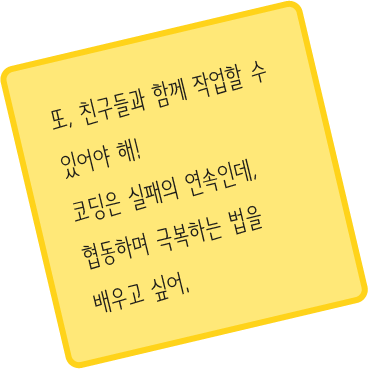 또, 친구들과 함께 작업할 수
있어야 해!
코딩은 실패의 연속인데,
협동하며 극복하는 법을
배우고 싶어.